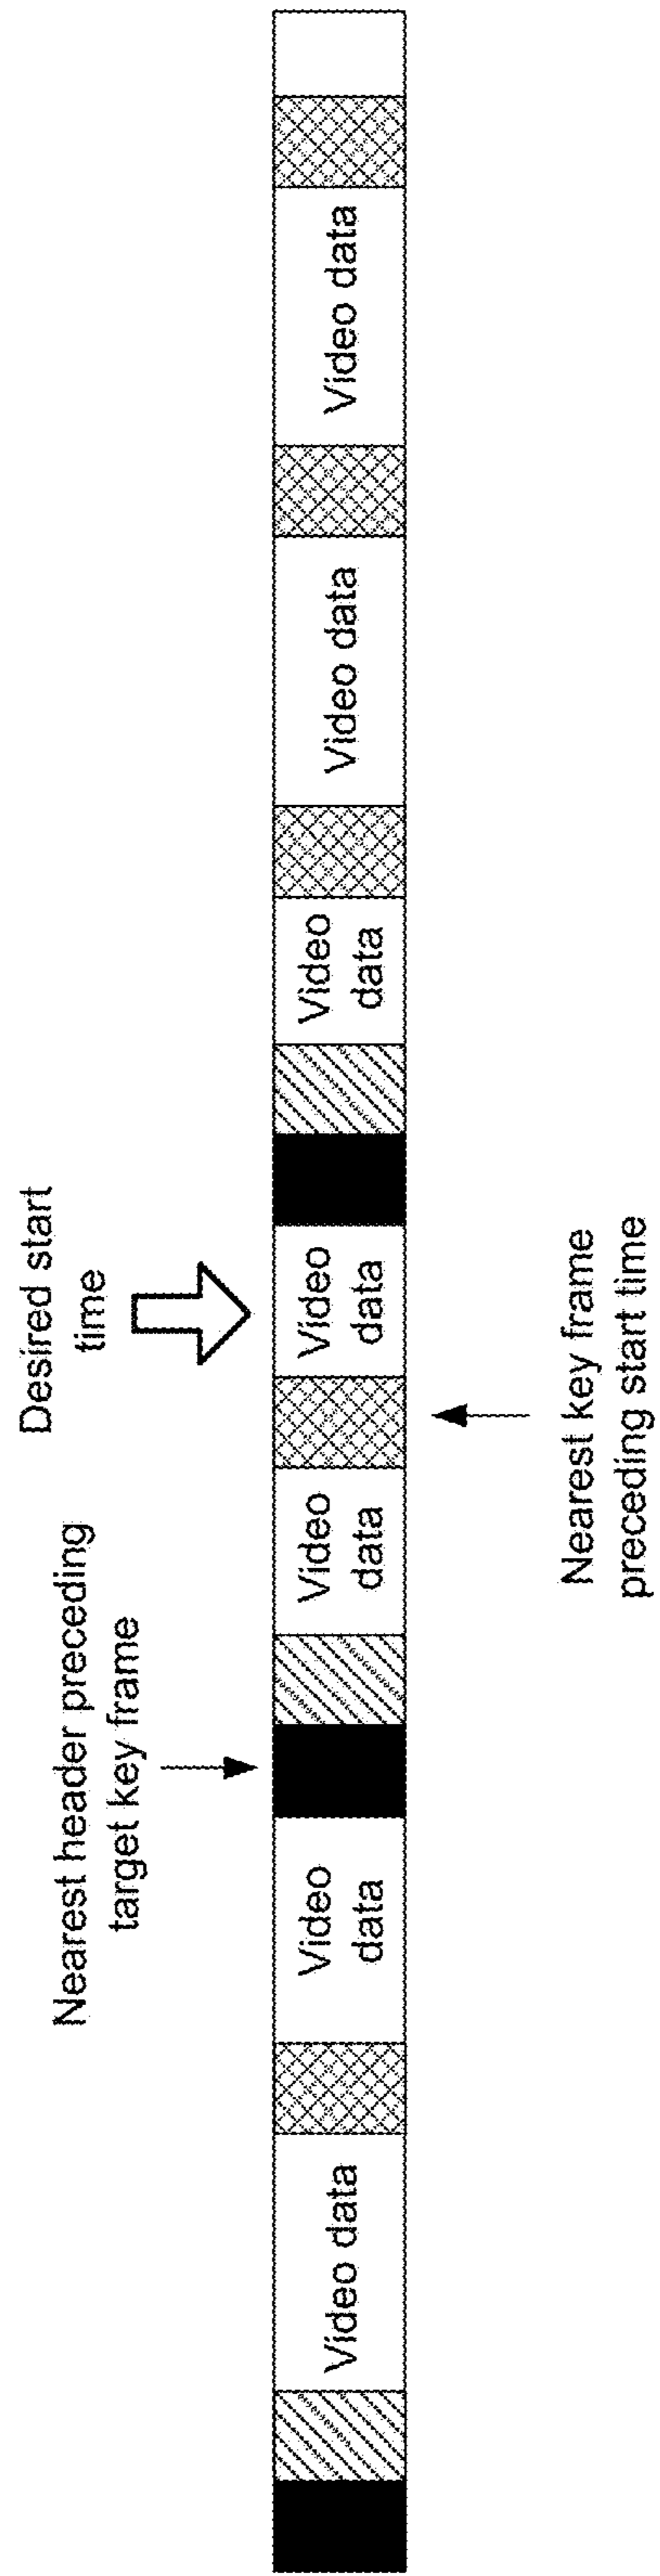 Nearest header preceding
target key frame
Desired start
time
Video data
Video
data
Video
data
Video
data
Video
data
Video data
Video data
Nearest key frame
preceding start time